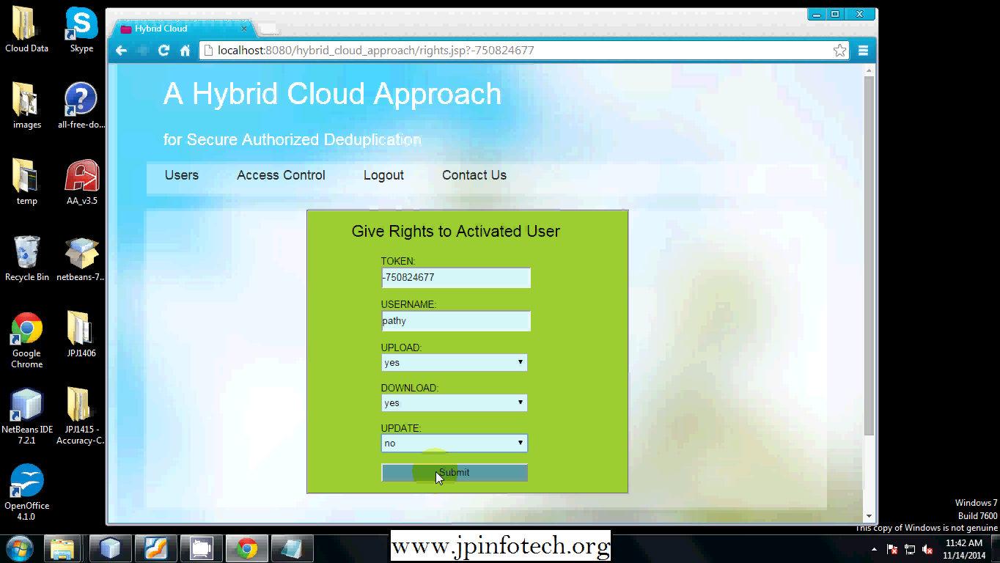 Cloud Data
Skype
images
all-free-do...
temp
AA_v3.5
Recycle Bin
netbeans-7...
Google
Chrome
JPJ1406
NetBeans IDE
7.2.1
JPJ1415 -
Accuracy-C...
OpenOffice
4.1.0
Hybrid Cloud
localhost:8080/hybrid_cloud_approach/rights.jsp?-750824677
A Hybrid Cloud Approach
for Secure Authorized Deduplication
Users Access Control Logout Contact Us
Give Rights to Activated User
TOKEN:
-750824677
USERNAME:
pathy
UPLOAD:
yes
DOWNLOAD:
yes
UPDATE:
no
Submit
Windows 7
Build 7600
This copy of Windows is not genuine
www.jpinfotech.org
11:42 AM
11/14/2014